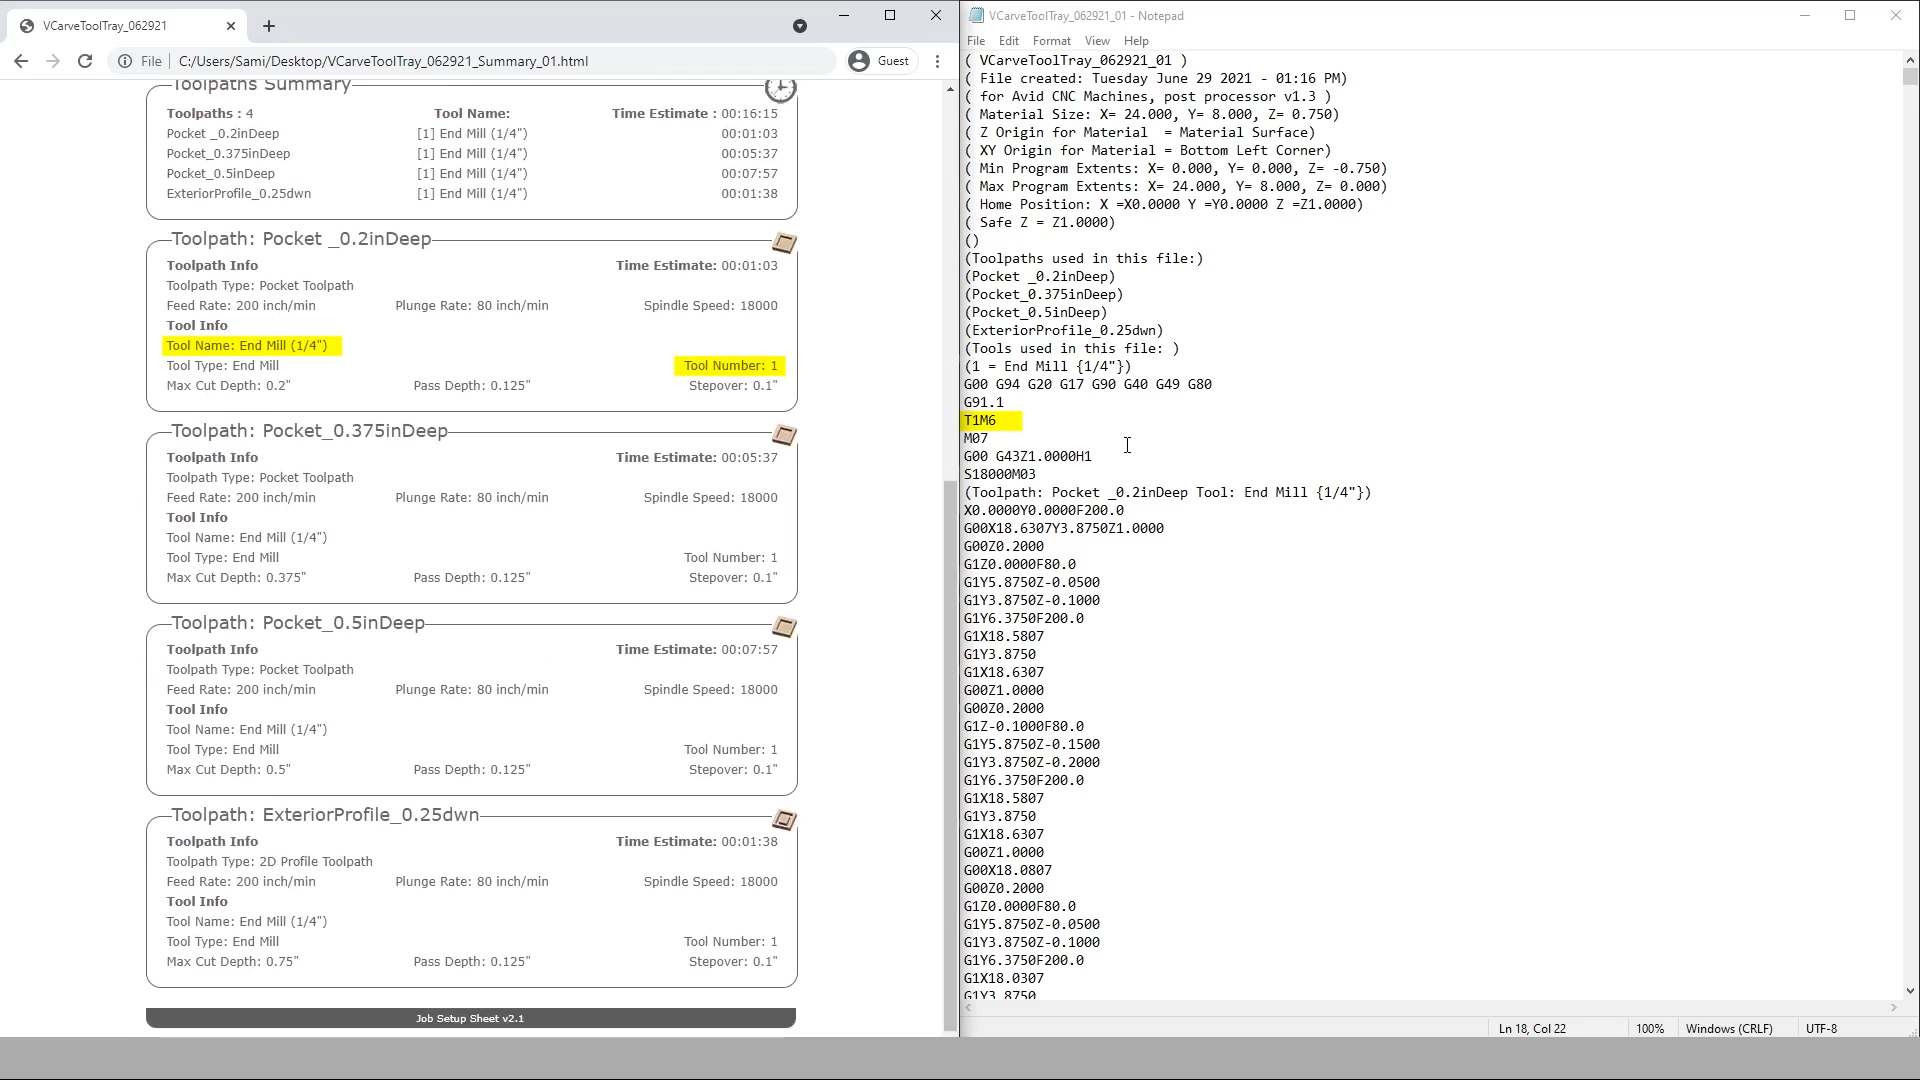 VCarveToolTray_062921
File
C:/Users/Sami/Desktop/VCarveToolTray_062921_Summary_01.html
Guest
Toolpaths Summary
Toolpaths : 4 Tool Name: Time Estimate : 00:16:15
Pocket _0.2inDeep [1] End Mill (1/4") 00:01:03
Pocket_0.375inDeep [1] End Mill (1/4") 00:05:37
Pocket_0.5inDeep [1] End Mill (1/4") 00:07:57
ExteriorProfile_0.25dwn [1] End Mill (1/4") 00:01:38
Toolpath: Pocket _0.2inDeep
Toolpath Info Time Estimate: 00:01:03
Toolpath Type: Pocket Toolpath
Feed Rate: 200 inch/min Plunge Rate: 80 inch/min Spindle Speed: 18000
Tool Info
Tool Name: End Mill (1/4")
Tool Type: End Mill Tool Number: 1
Max Cut Depth: 0.2" Pass Depth: 0.125" Stepover: 0.1"
Toolpath: Pocket_0.375inDeep
Toolpath Info Time Estimate: 00:05:37
Toolpath Type: Pocket Toolpath
Feed Rate: 200 inch/min Plunge Rate: 80 inch/min Spindle Speed: 18000
Tool Info
Tool Name: End Mill (1/4")
Tool Type: End Mill Tool Number: 1
Max Cut Depth: 0.375" Pass Depth: 0.125" Stepover: 0.1"
Toolpath: Pocket_0.5inDeep
Toolpath Info Time Estimate: 00:07:57
Toolpath Type: Pocket Toolpath
Feed Rate: 200 inch/min Plunge Rate: 80 inch/min Spindle Speed: 18000
Tool Info
Tool Name: End Mill (1/4")
Tool Type: End Mill Tool Number: 1
Max Cut Depth: 0.5" Pass Depth: 0.125" Stepover: 0.1"
Toolpath: ExteriorProfile_0.25dwn
Toolpath Info Time Estimate: 00:01:38
Toolpath Type: 2D Profile Toolpath
Feed Rate: 200 inch/min Plunge Rate: 80 inch/min Spindle Speed: 18000
Tool Info
Tool Name: End Mill (1/4")
Tool Type: End Mill Tool Number: 1
Max Cut Depth: 0.75" Pass Depth: 0.125" Stepover: 0.1"
Job Setup Sheet v2.1
VCarveToolTray_062921_01 - Notepad
File Edit Format View Help
( VCarveToolTray_062921_01 )
( File created: Tuesday June 29 2021 - 01:16 PM)
( for Avid CNC Machines, post processor v1.3 )
( Material Size: X= 24.000, Y= 8.000, Z= 0.750)
( Z Origin for Material  = Material Surface)
( XY Origin for Material = Bottom Left Corner)
( Min Program Extents: X= 0.000, Y= 0.000, Z= -0.750)
( Max Program Extents: X= 24.000, Y= 8.000, Z= 0.000)
( Home Position: X =X0.0000 Y =Y0.0000 Z =Z1.0000)
( Safe Z = Z1.0000)
()
(Toolpaths used in this file:)
(Pocket _0.2inDeep)
(Pocket_0.375inDeep)
(Pocket_0.5inDeep)
(ExteriorProfile_0.25dwn)
(Tools used in this file: )
(1 = End Mill {1/4"})
G00 G94 G20 G17 G90 G40 G49 G80
G91.1
T1M6
M07
G00 G43Z1.0000H1
S18000M03
(Toolpath: Pocket _0.2inDeep Tool: End Mill {1/4"})
X0.0000Y0.0000F200.0
G00X18.6307Y3.8750Z1.0000
G00Z0.2000
G1Z0.0000F80.0
G1Y5.8750Z-0.0500
G1Y3.8750Z-0.1000
G1Y6.3750F200.0
G1X18.5807
G1Y3.8750
G1X18.6307
G00Z1.0000
G00Z0.2000
G1Z-0.1000F80.0
G1Y5.8750Z-0.1500
G1Y3.8750Z-0.2000
G1Y6.3750F200.0
G1X18.5807
G1Y3.8750
G1X18.6307
G00Z1.0000
G00X18.0807
G00Z0.2000
G1Z0.0000F80.0
G1Y5.8750Z-0.0500
G1Y3.8750Z-0.1000
G1Y6.3750F200.0
G1X18.0307
G1Y3.8750
Ln 18, Col 22 100% Windows (CRLF) UTF-8